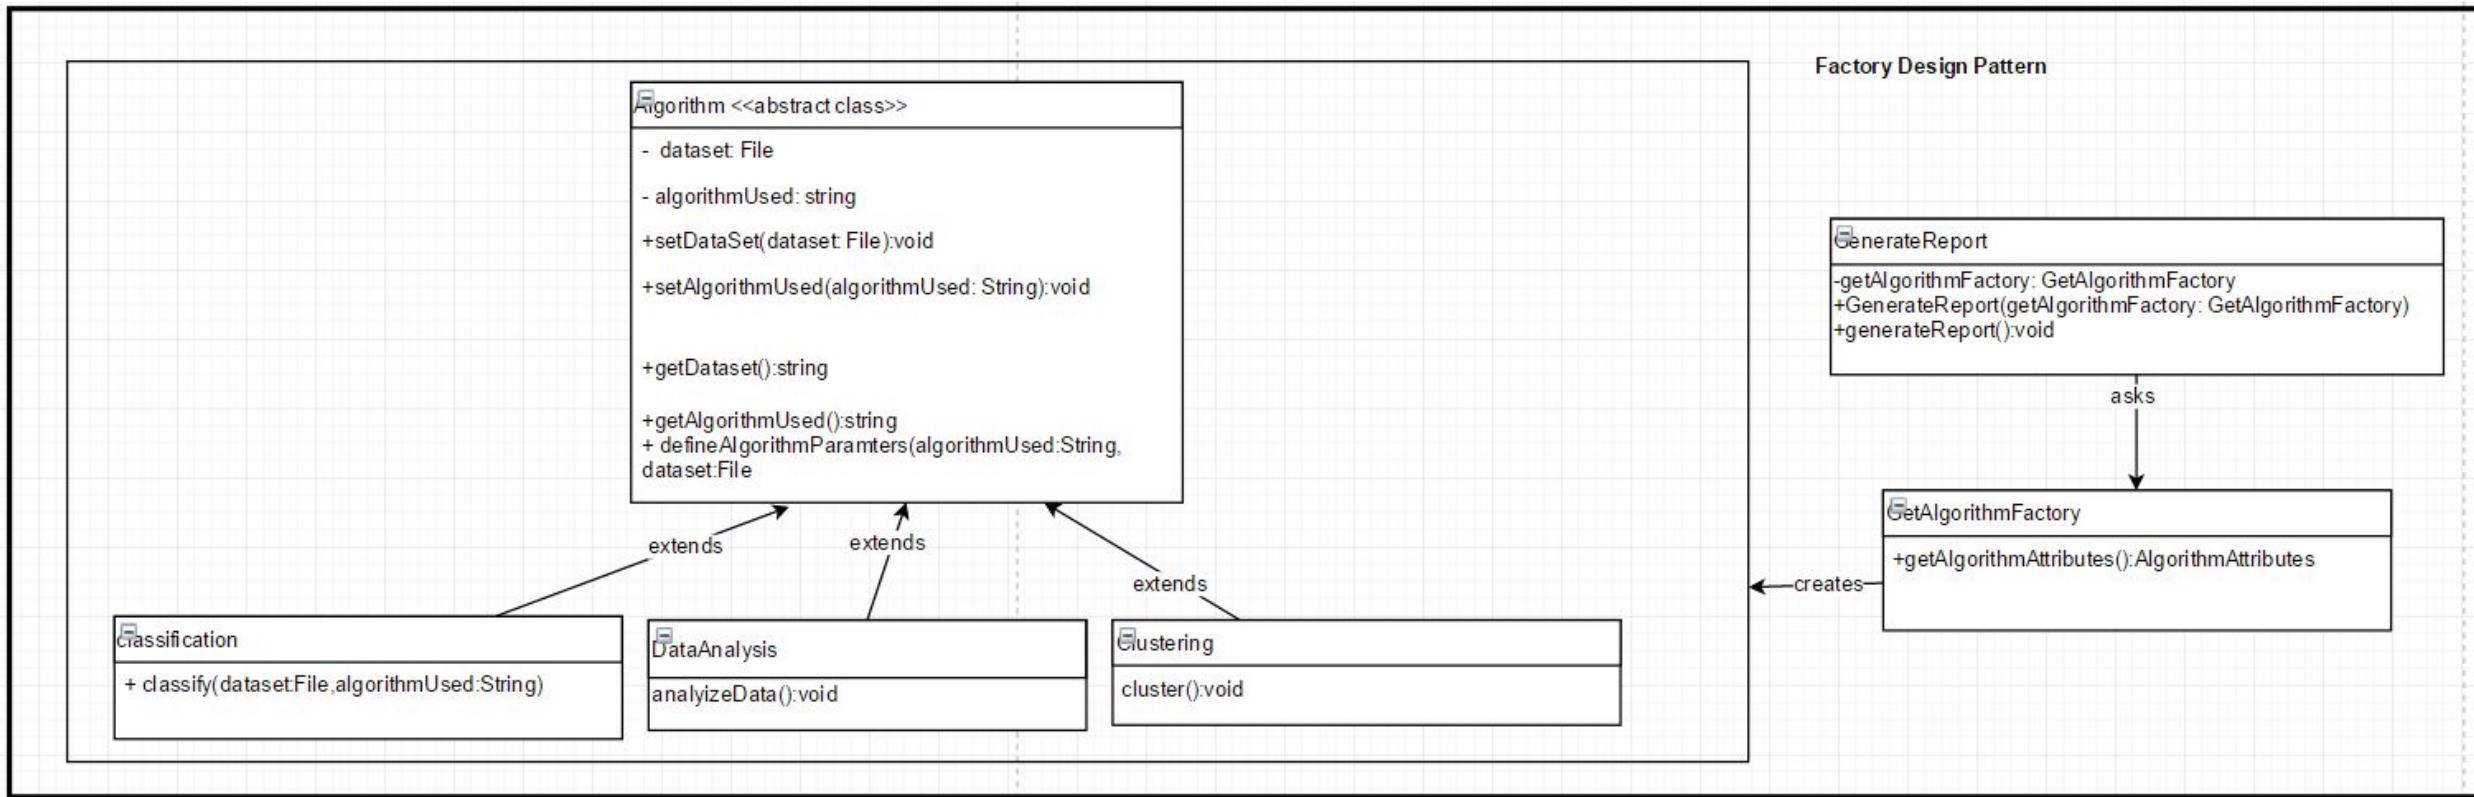 Factory Design Pattern
Algorithm <<abstract class>>
- dataset: File
- algorithmUsed: string
+setDataSet(dataset: File):void
+setAlgorithmUsed(algorithmUsed: String):void
+getDataset():string
+getAlgorithmUsed():string
+ defineAlgorithmParamters(algorithmUsed:String,
dataset:File
extends
extends
extends
classification
+ classify(dataset:File,algorithmUsed:String)
DataAnalysis
analyizeData():void
Clustering
cluster():void
GenerateReport
-getAlgorithmFactory: GetAlgorithmFactory
+GenerateReport(getAlgorithmFactory: GetAlgorithmFactory)
+generateReport():void
asks
GetAlgorithmFactory
+getAlgorithmAttributes():AlgorithmAttributes
creates